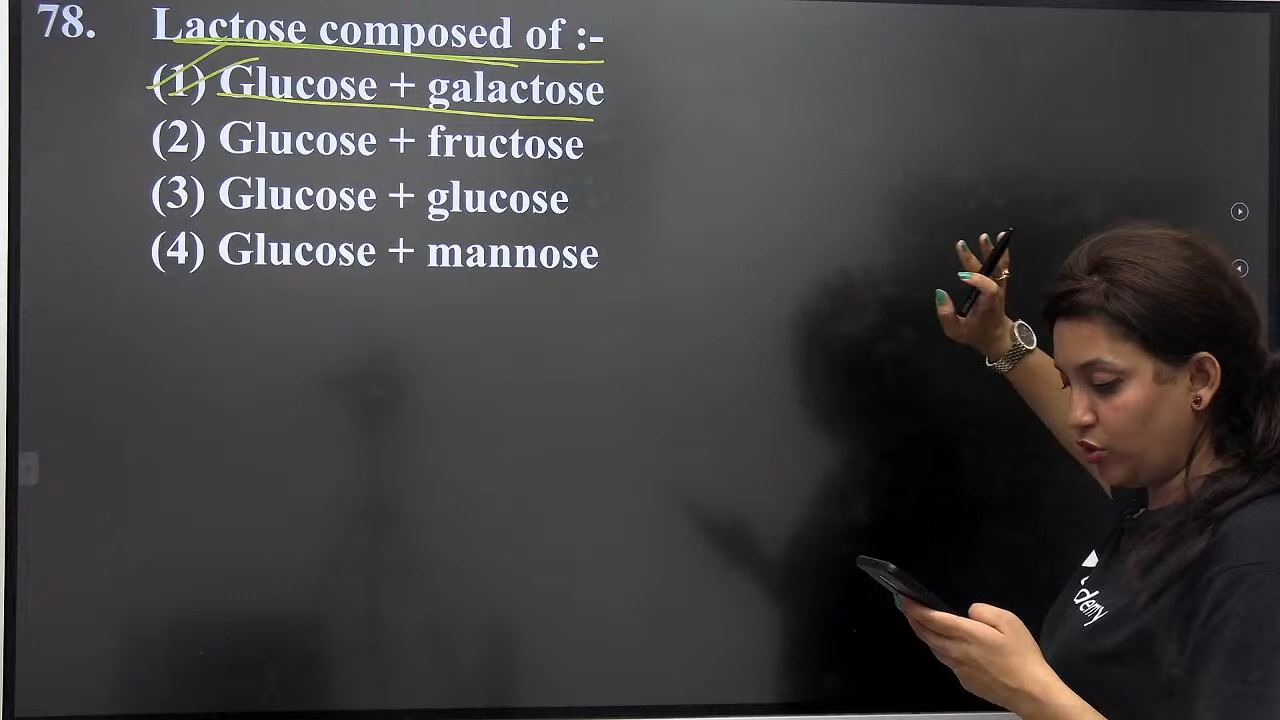 78. Lactose composed of :-
(1) Glucose + galactose
(2) Glucose + fructose
(3) Glucose + glucose
(4) Glucose + mannose